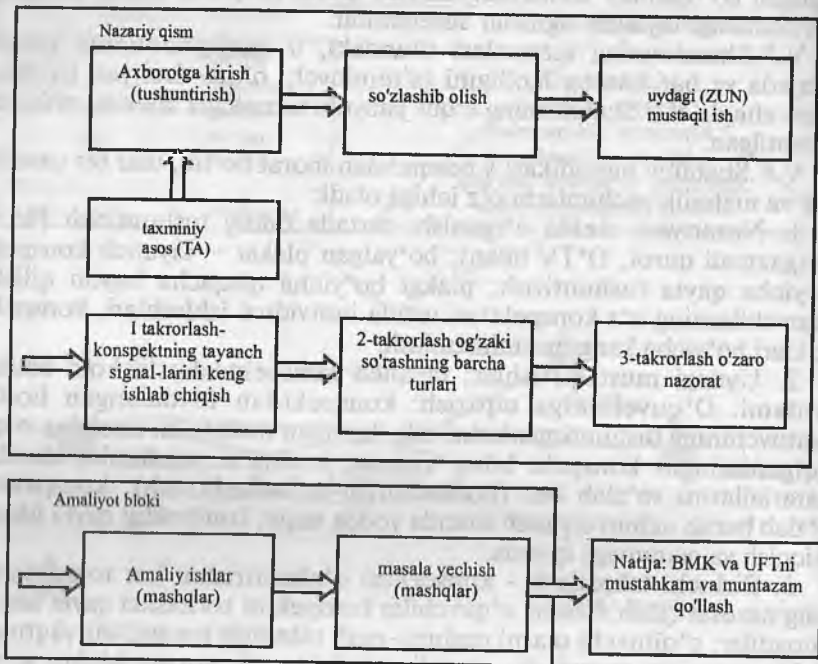 Nazariy qism
Axborotga kirish
(tushuntirish)
so'zlashib olish
uydagi (ZUN)
mustaqil ish
taxminiy
asos (TA)
I takrorlash-
konspektning tayanch
signal-larini keng
ishlab chiqish
2-takrorlash og'zaki
so'rashning barcha
turlari
3-takrorlash o'zaro
nazorat
Amaliyot bloki
Amaliy ishlar
(mashqlar)
masala yechish
(mashqlar)
Natija: BMK va UFTni
mustahkam va muntazam
qo'llash